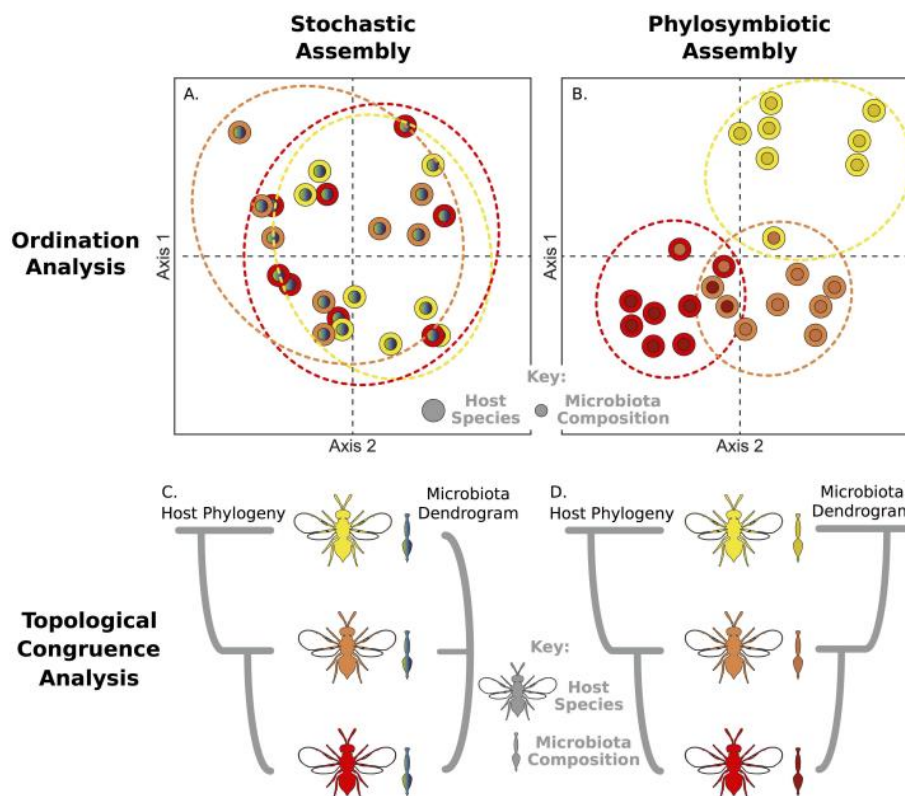 Stochastic
Assembly
Phylosymbiotic
Assembly
Ordination
Analysis
A.
Axis 1
Axis 2
B.
Axis 1
Axis 2
Key:
Host
Species
Microbiota
Composition
Topological
Congruence
Analysis
C.
Host Phylogeny
Microbiota
Dendrogram
D.
Host Phylogeny
Microbiota
Dendrogram
Key:
Host
Species
Microbiota
Composition